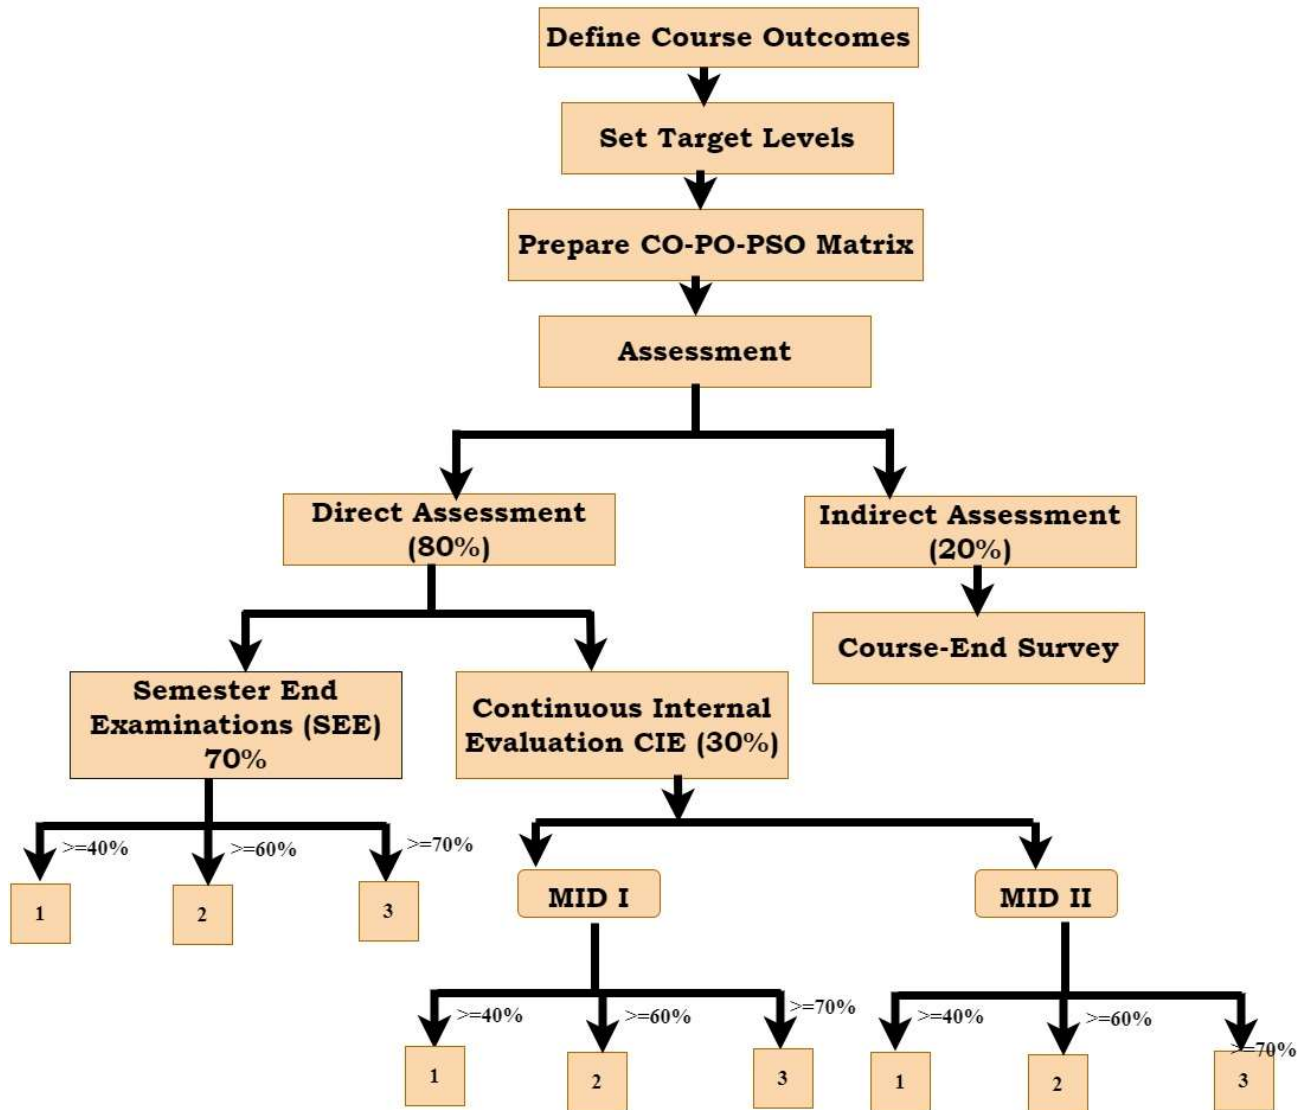 Define Course Outcomes
Set Target Levels
Prepare CO-PO-PSO Matrix
Assessment
Direct Assessment
(80%)
Indirect Assessment
(20%)
Course-End Survey
Semester End
Examinations (SEE)
70%
Continuous Internal
Evaluation CIE (30%)
>=40%
>=60%
>=70%
1
2
3
MID I
MID II
>=40%
>=60%
>=70%
>=40%
>=60%
>=70%
1
2
3
1
2
3